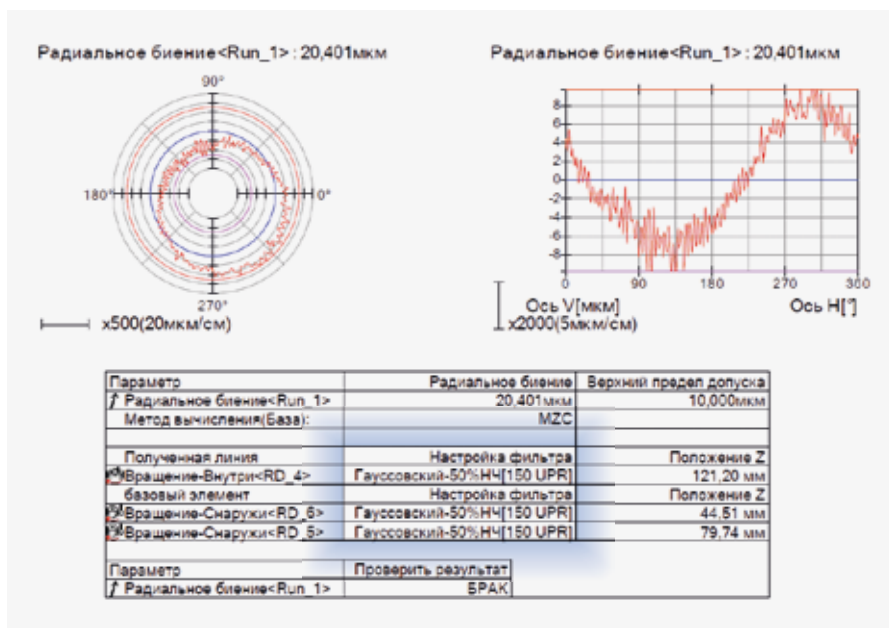 Радиальное биение<Run_1> : 20,401мкм
90°
180°
0°
270°
x500(20мкм/см)
Радиальное биение<Run_1> : 20,401мкм
8
6
4
2
0
-2
-4
-6
-8
0 90 180 270 300
Ось V[мкм] Ось H[°]
x2000(5мкм/см)
Параметр Радиальное биение Верхний предел допуска
Радиальное биение<Run_1> 20,401мкм 10,000мкм
Метод вычисления(База): MZC
Полученная линия Настройка фильтра Положение Z
Вращение-Внутри<RD_4> Гауссовский-50%НЧ[150 UPR] 121,20 мм
базовый элемент Настройка фильтра Положение Z
Вращение-Снаружи<RD_6> Гауссовский-50%НЧ[150 UPR] 44,51 мм
Вращение-Снаружи<RD_5> Гауссовский-50%НЧ[150 UPR] 79,74 мм
Параметр Проверить результат
Радиальное биение<Run_1> БРАК